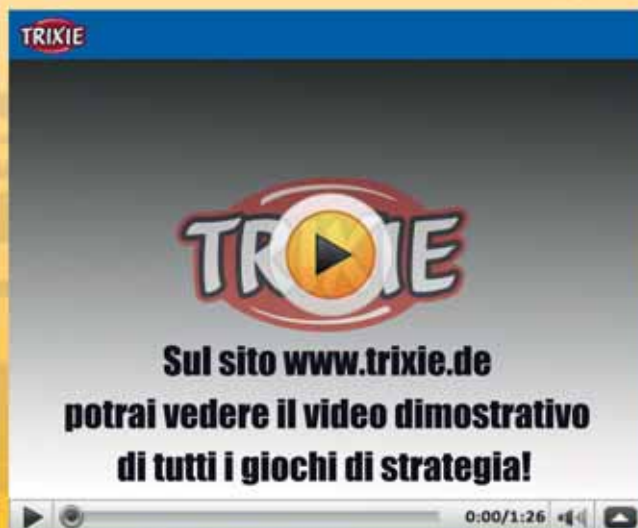 TRIXIE
TRIXIE
Sul sito www.trixie.de
potrai vedere il video dimostrativo
di tutti i giochi di strategia!
0:00/1:26